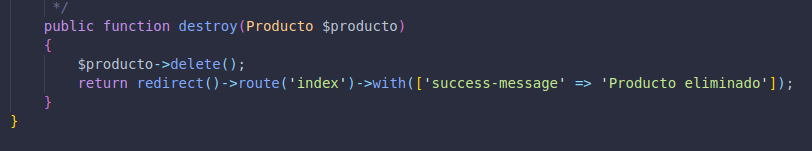 */
public function destroy(Producto $producto)
{
$producto->delete();
return redirect()->route('index')->with(['success-message' => 'Producto eliminado']);
}
}